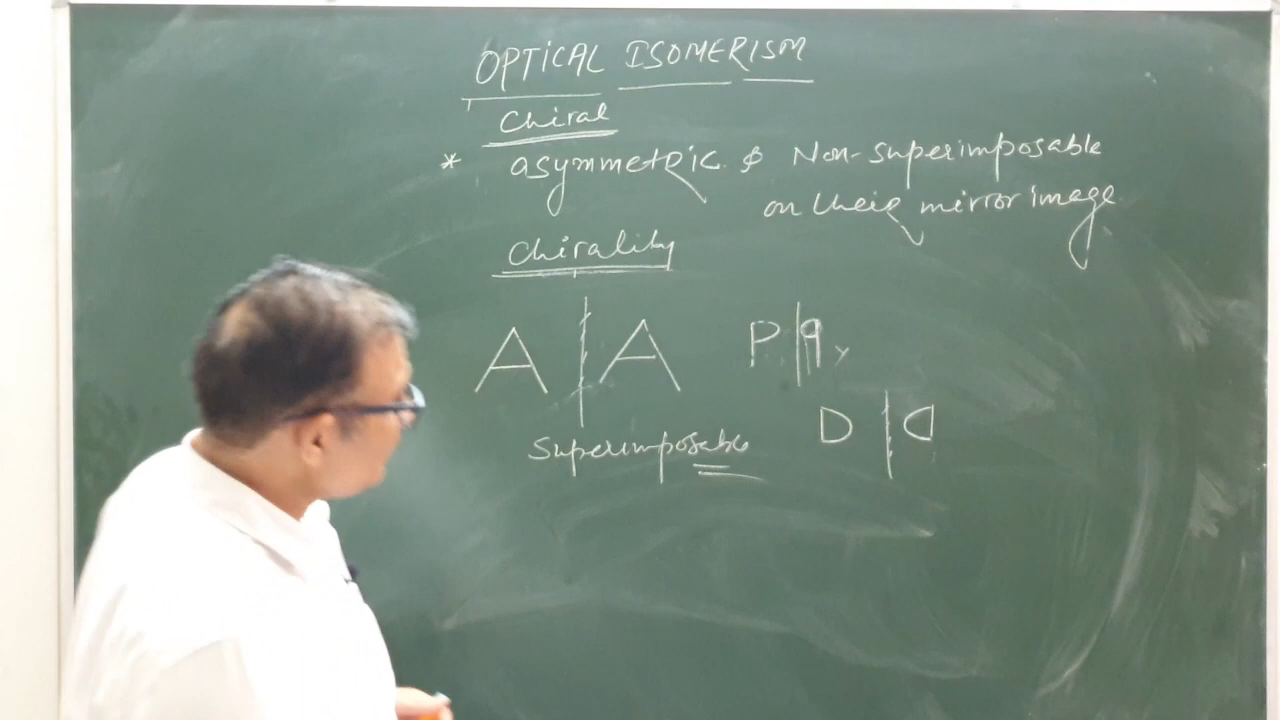 OPTICAL ISOMERISM
Chiral
* asymmetric & Non-superimposable
on their mirror image
Chirality
A | A P | q,
D | D
Superimposable